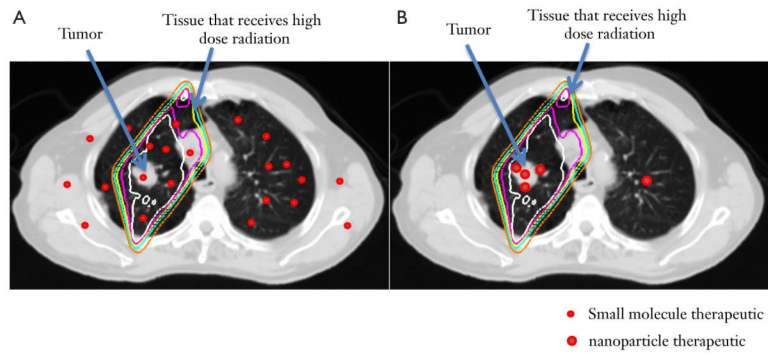 A
Tumor
Tissue that receives high
dose radiation
B
Tumor
Tissue that receives high
dose radiation
Small molecule therapeutic
nanoparticle therapeutic